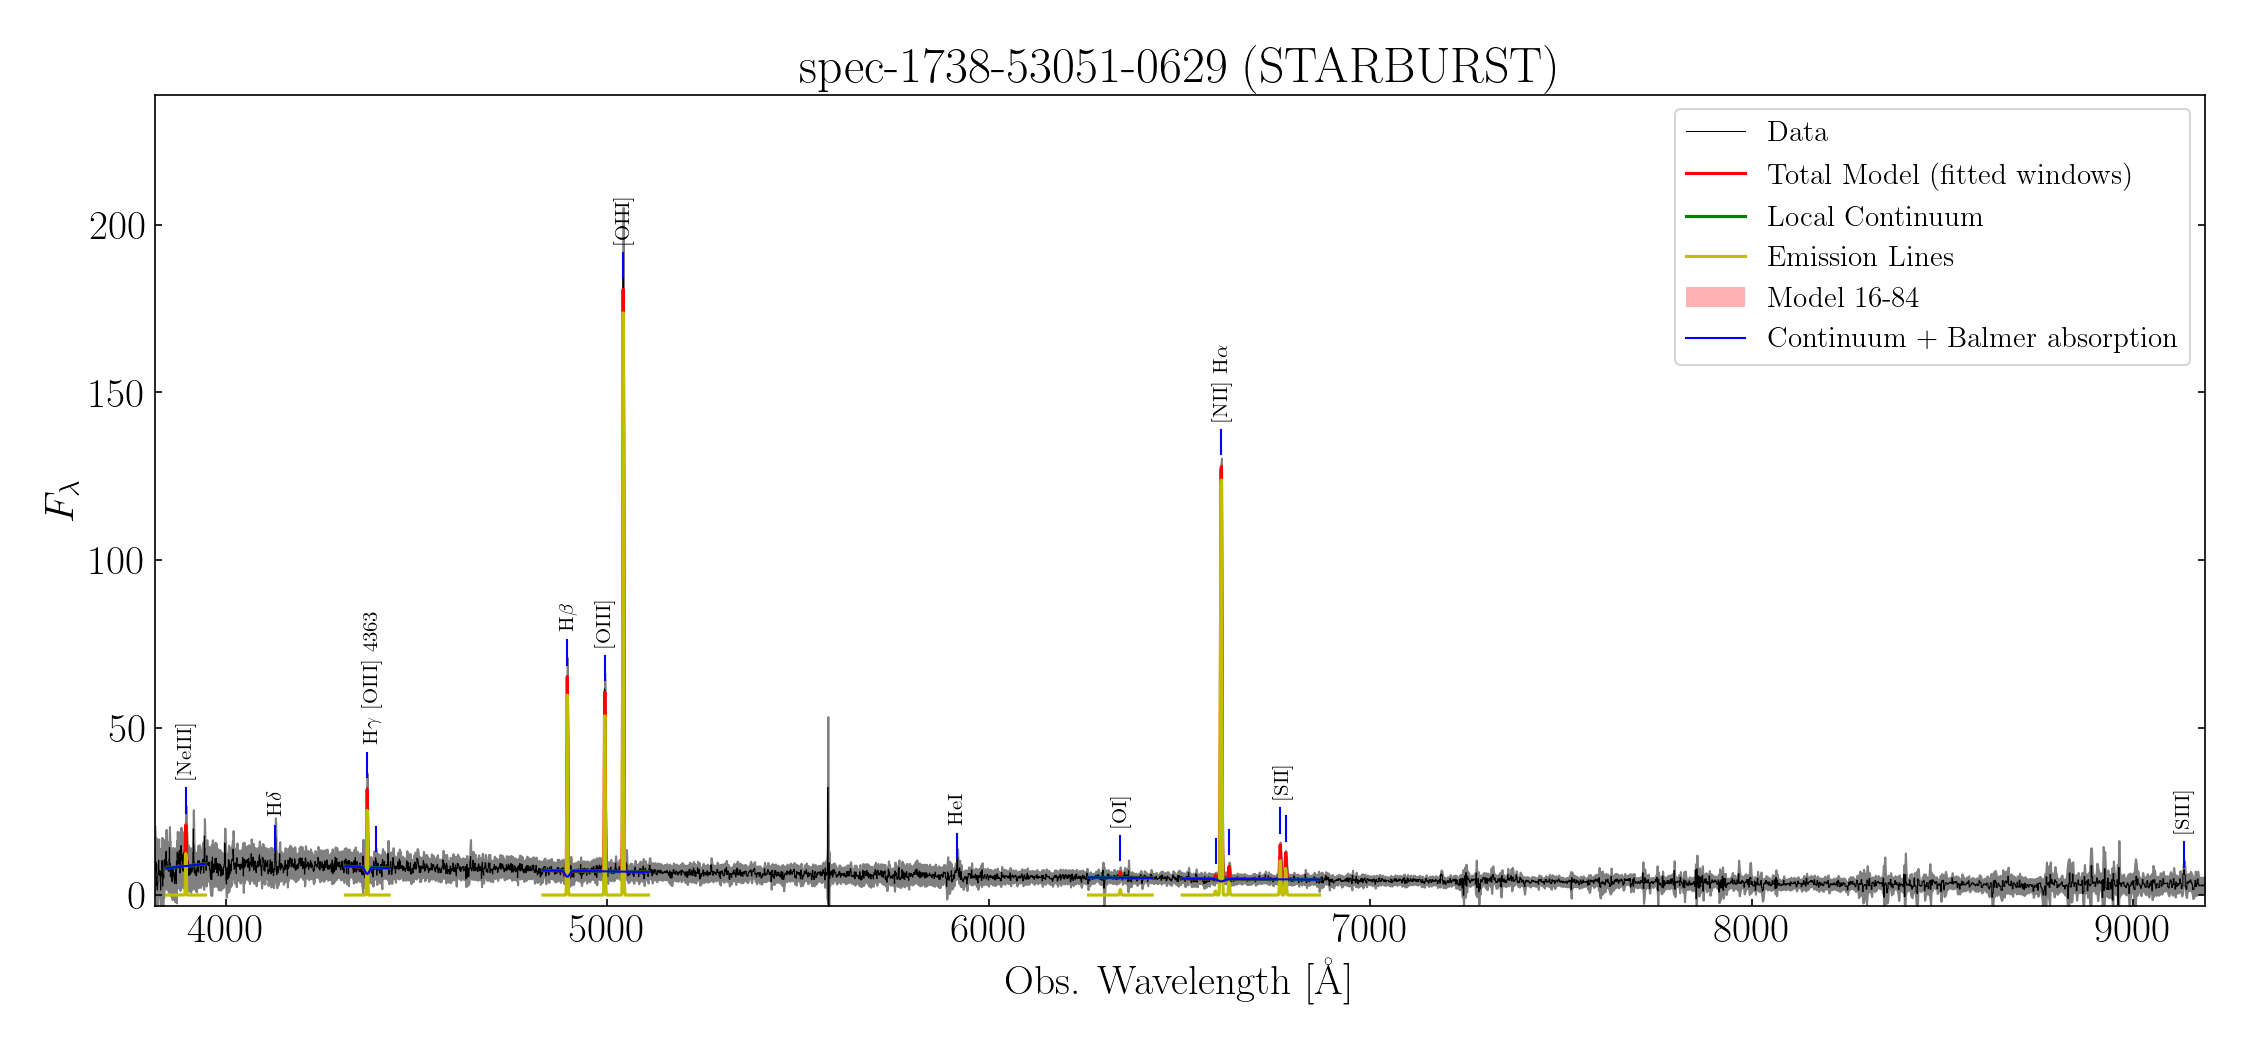 spec-1738-53051-0629 (STARBURST)
Data
Total Model (fitted windows)
Local Continuum
Emission Lines
Model 16-84
Continuum + Balmer absorption
Fλ
200
150
100
50
0
[NeIII]
Hδ
Hγ [OIII] 4363
Hβ
[OIII]
[OIII]
HeI
[OI]
[NII] Hα
[SII]
[SIII]
4000
5000
6000
7000
8000
9000
Obs. Wavelength [Å]